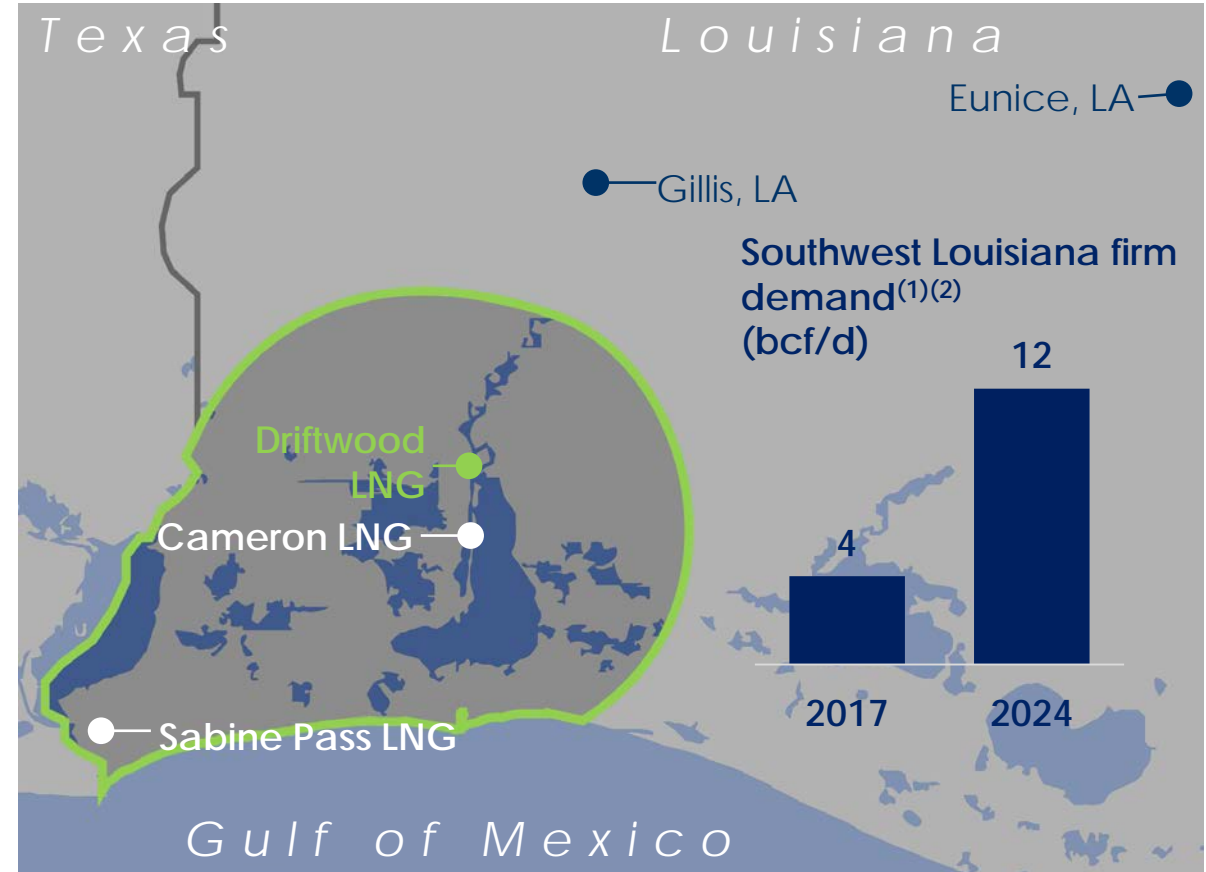 Texas
Louisiana
Eunice, LA
Gillis, LA
Southwest Louisiana firm
demand(1)(2)
(bcf/d)
12
4
2017
2024
Driftwood
LNG
Cameron LNG
Sabine Pass LNG
Gulf of Mexico